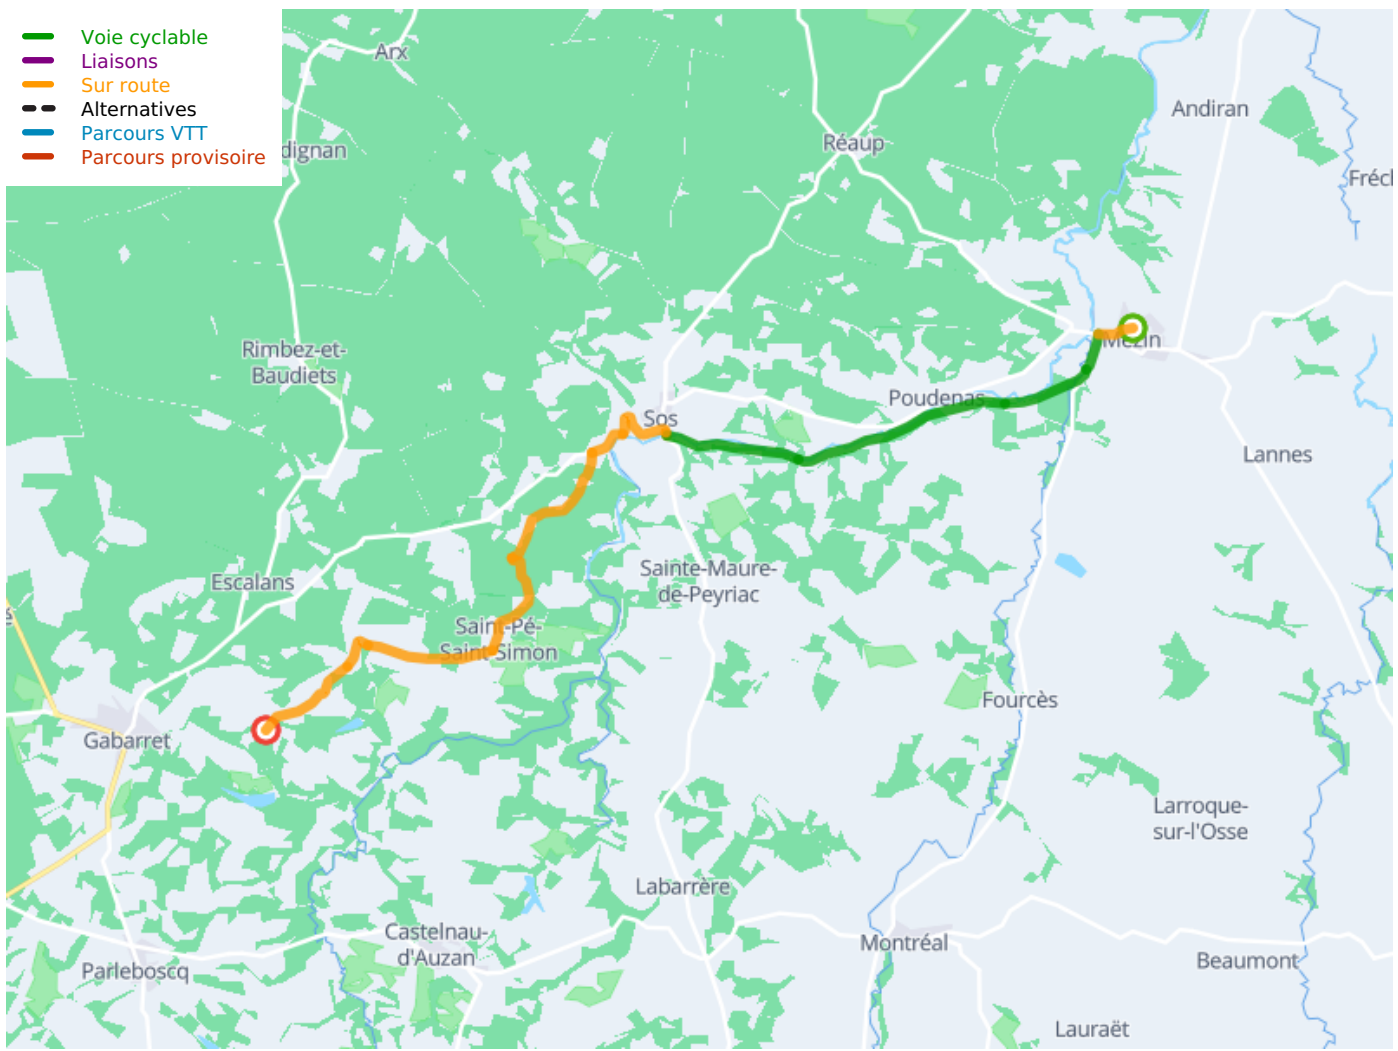 Voie cyclable
Liaisons
Sur route
Alternatives
Parcours VTT
Parcours provisoire
Arx
Andiran
Réaup
dignan
Fréch
Mézin
Rimbez-et-
Baudiets
Poudenas
Sos
Lannes
Sainte-Maure-
de-Peyriac
Escalans
Saint-Pé-
Saint-Simon
Fourcès
Gabarret
Larroque-
sur-l'Osse
Labarrère
Castelnau-
d'Auzan
Montréal
Beaumont
Parleboscq
Lauraët